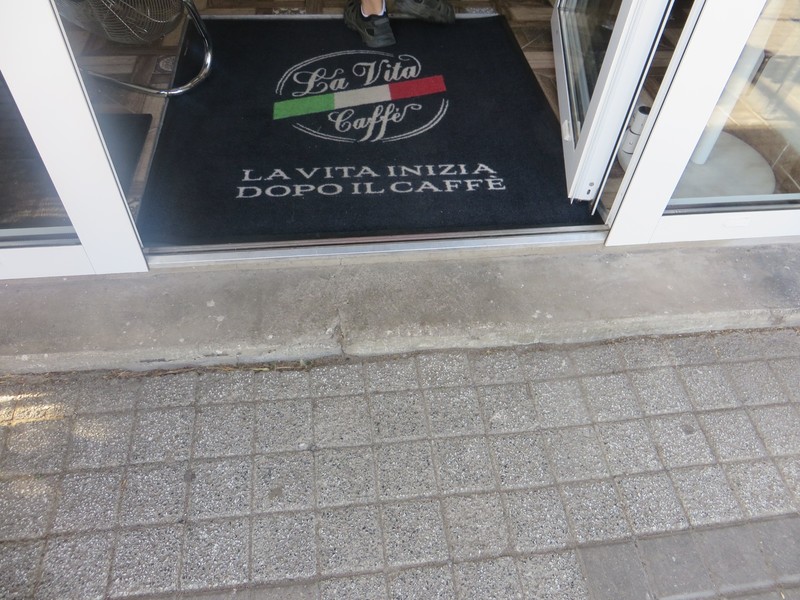 La Vita
Caffè
LA VITA INIZIA
DOPO IL CAFFÈ